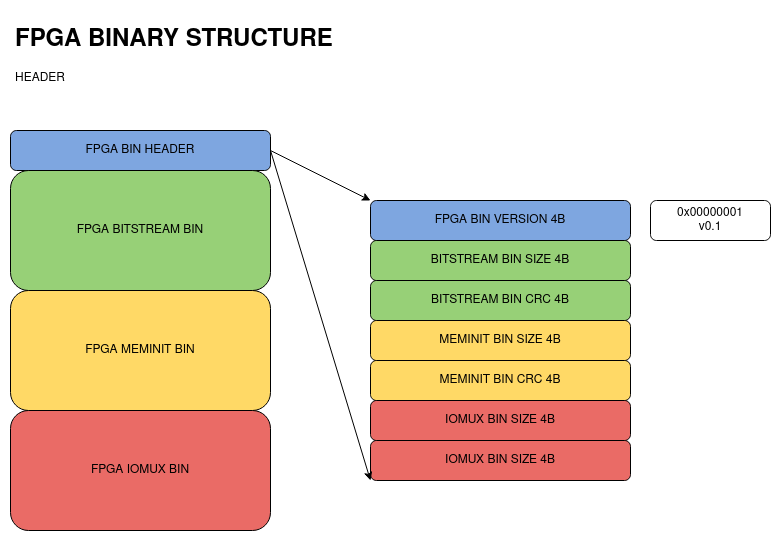 FPGA BINARY STRUCTURE
HEADER
FPGA BIN HEADER
FPGA BITSTREAM BIN
FPGA MEMINIT BIN
FPGA IOMUX BIN
FPGA BIN VERSION 4B
BITSTREAM BIN SIZE 4B
BITSTREAM BIN CRC 4B
MEMINIT BIN SIZE 4B
MEMINIT BIN CRC 4B
IOMUX BIN SIZE 4B
IOMUX BIN SIZE 4B
0x00000001
v0.1